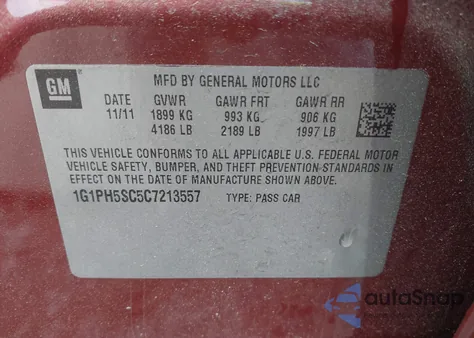 GM
MFD BY GENERAL MOTORS LLC
DATE GVWR GAWR FRT GAWR RR
11/11 1899 KG 993 KG 906 KG
4186 LB 2189 LB 1997 LB
THIS VEHICLE CONFORMS TO ALL APPLICABLE U.S. FEDERAL MOTOR
VEHICLE SAFETY, BUMPER, AND THEFT PREVENTION STANDARDS IN
EFFECT ON THE DATE OF MANUFACTURE SHOWN ABOVE.
1G1PH5SC5C7213557 TYPE: PASS CAR
autoSnap